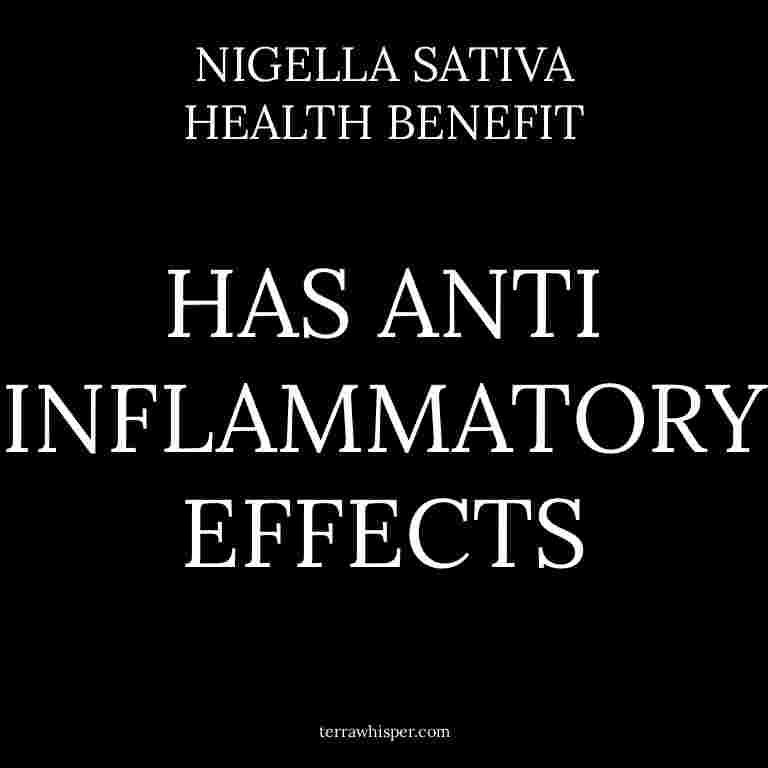 NIGELLA SATIVA
HEALTH BENEFIT
HAS ANTI
INFLAMMATORY
EFFECTS
terrawhisper.com